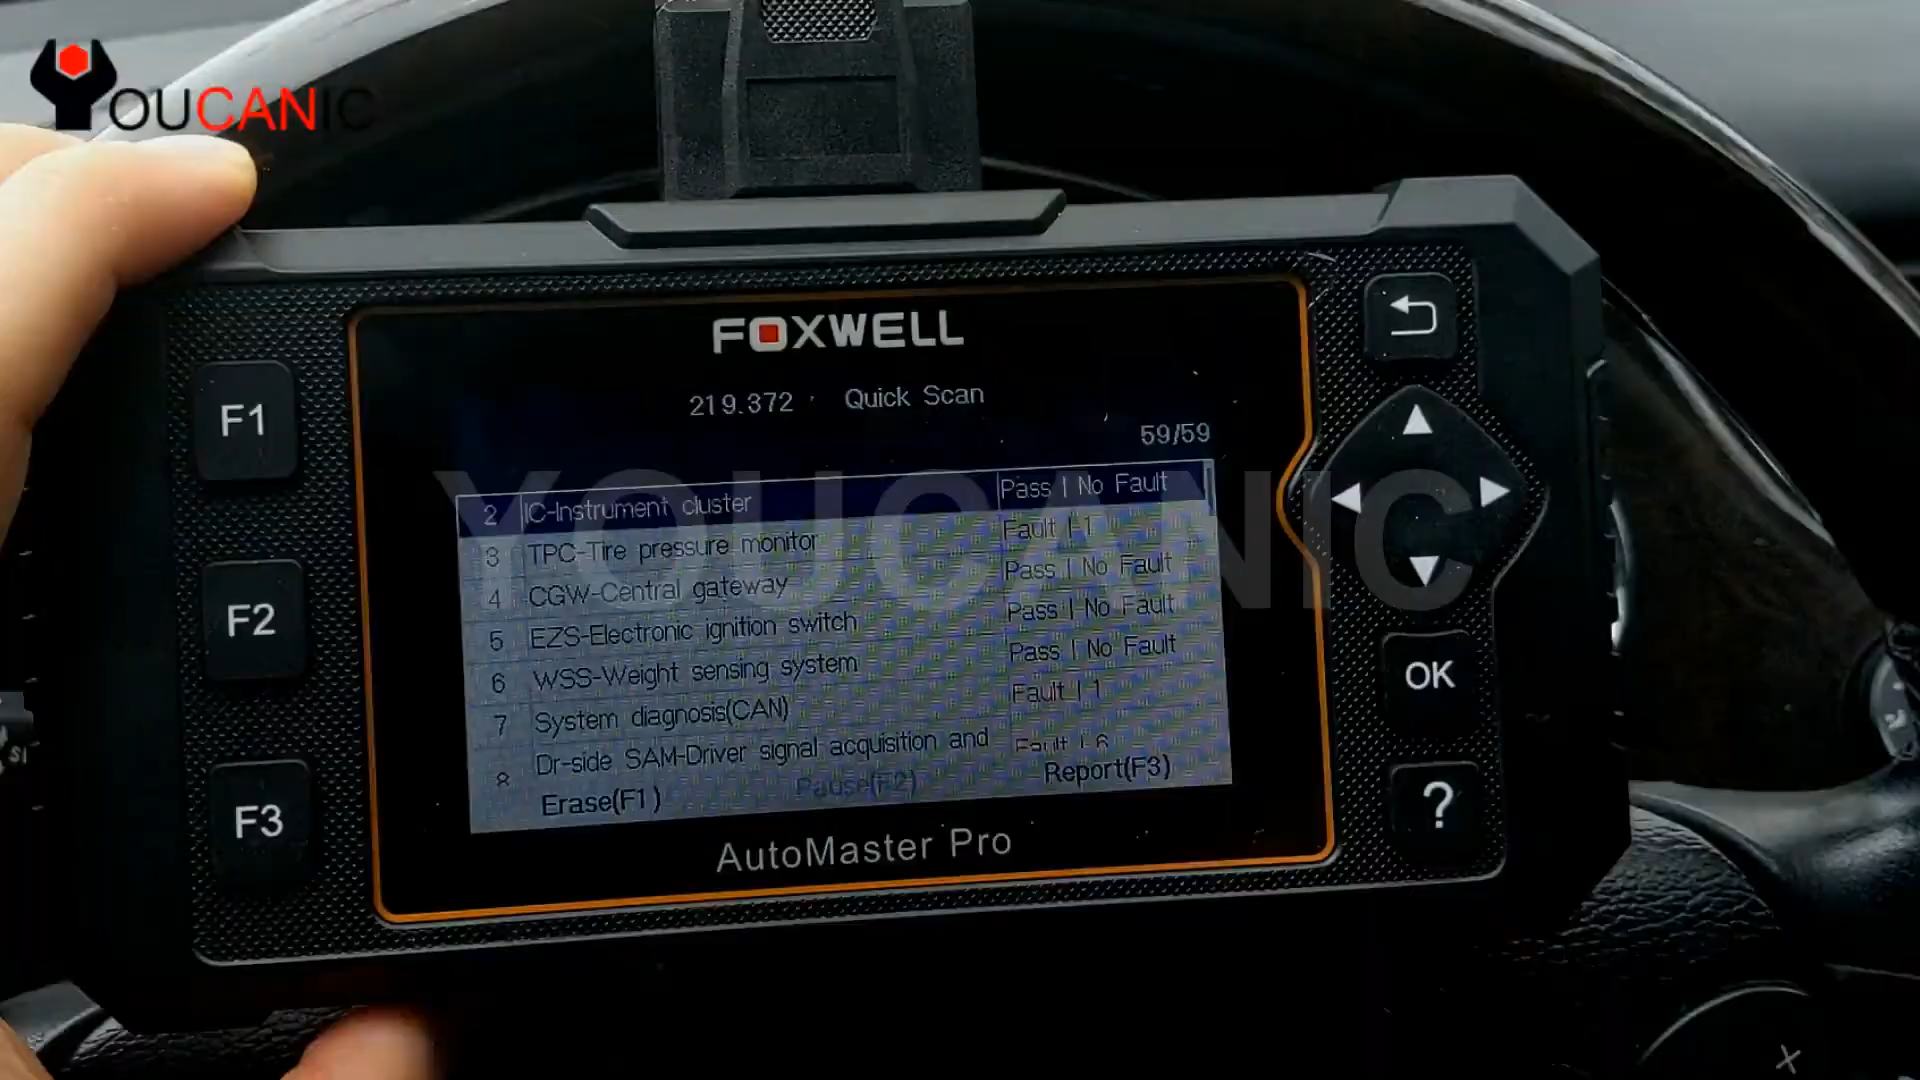 YOUCANIC
FOXWELL
219.372 Quick Scan
59/59
2 IC-Instrument cluster Pass | No Fault
3 TPC-Tire pressure monitor Fault | 1
4 CGW-Central gateway Pass | No Fault
5 EZS-Electronic ignition switch Pass | No Fault
6 WSS-Weight sensing system Pass | No Fault
7 System diagnosis(CAN) Fault | 1
8 Dr-side SAM-Driver signal acquisition and Fault | 6
Erase(F1) Pause(F2) Report(F3)
AutoMaster Pro
F1
F2
F3
OK
?
YOUCANIC